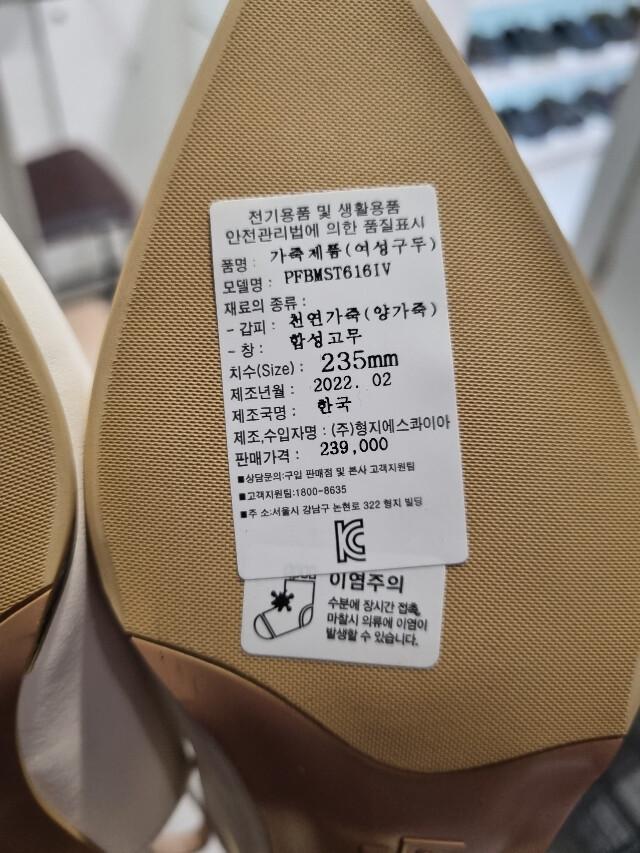 전기용품 및 생활용품
안전관리법에 의한 품질표시
품명 : 가죽제품(여성구두)
모델명 : PFBMST616IV
재료의 종류 :
- 갑피 : 천연가죽(양가죽)
- 창 : 합성고무
치수(Size) : 235mm
제조년월 : 2022. 02
제조국명 : 한국
제조,수입자명 : (주)형지에스콰이아
판매가격 : 239,000
■상담문의:구입 판매점 및 본사 고객지원팀
■고객지원팀:1800-8635
■주 소:서울시 강남구 논현로 322 형지 빌딩
이염주의
수분에 장시간 접촉,
마찰시 의류에 이염이
발생할 수 있습니다.